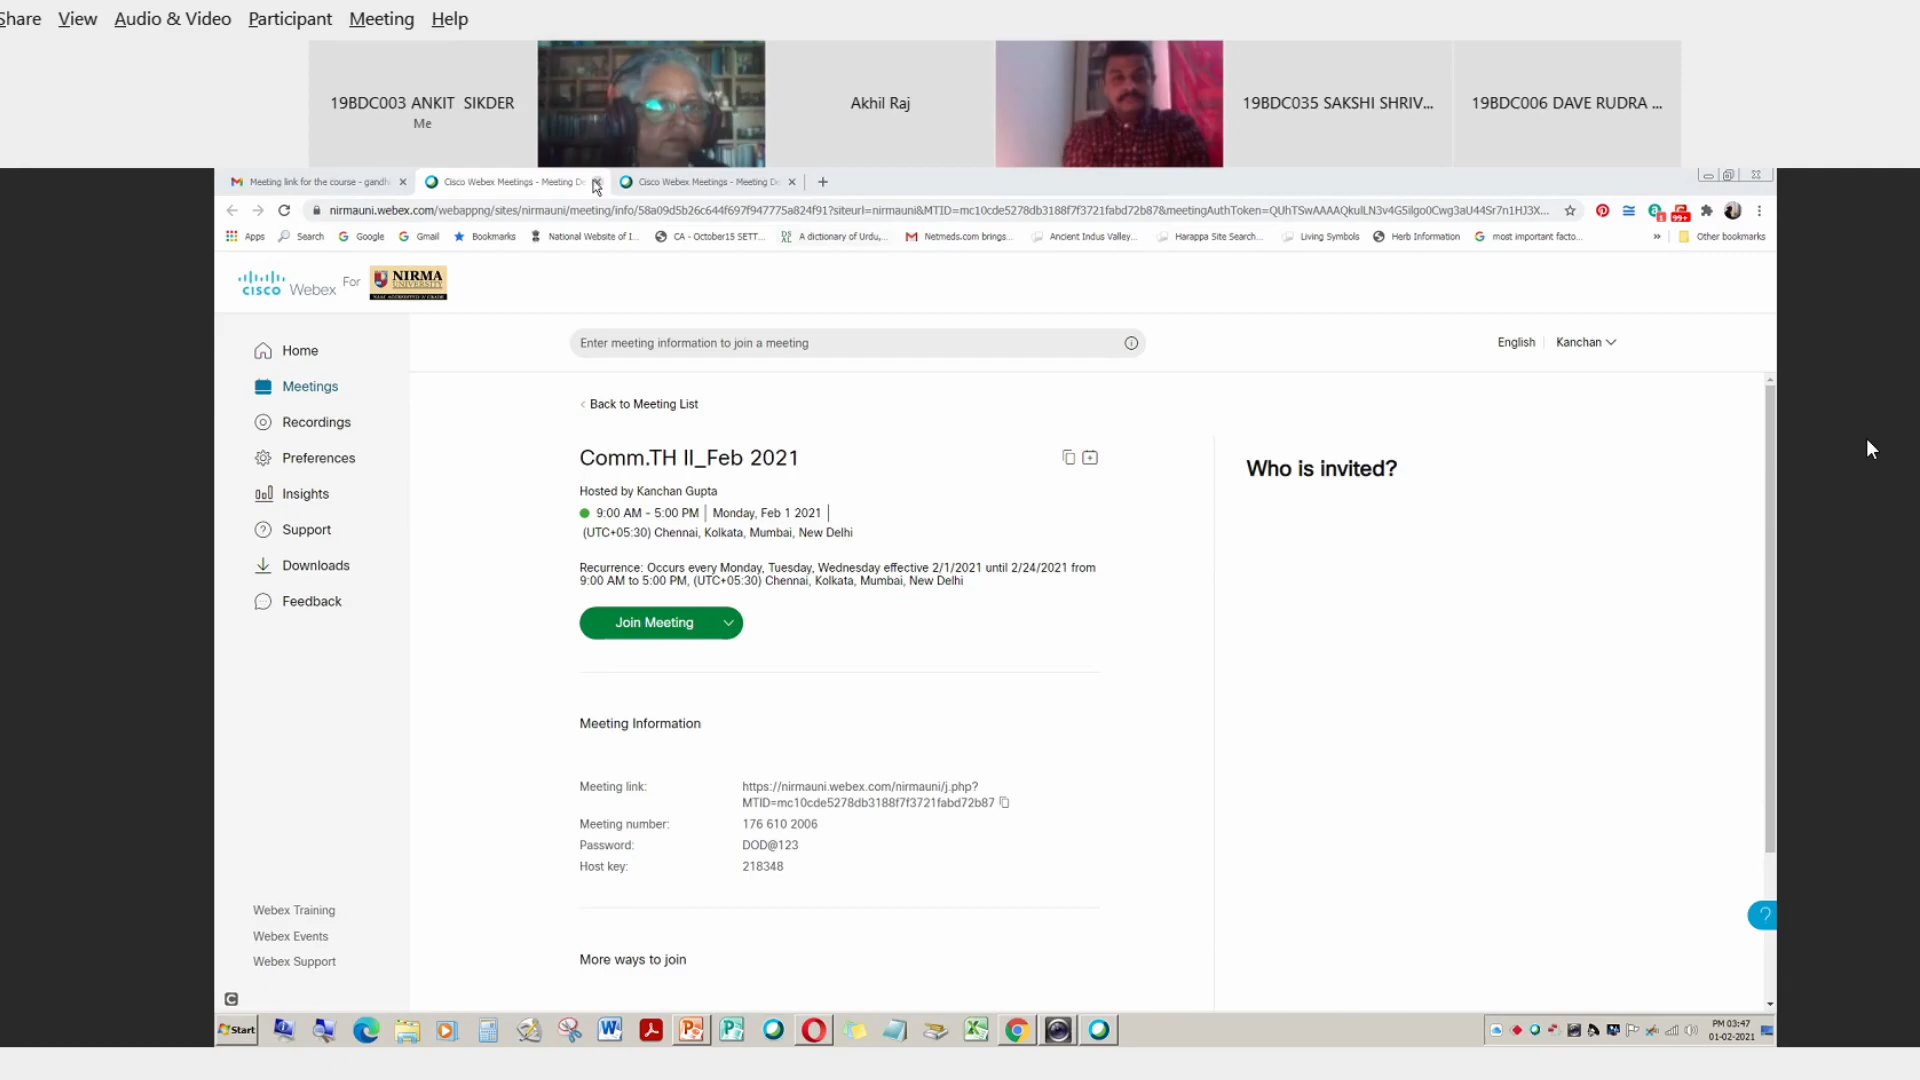 Share View Audio & Video Participant Meeting Help
19BDC003 ANKIT SIKDER
Me
Akhil Raj
19BDC035 SAKSHI SHRIV...
19BDC006 DAVE RUDRA ...
Meeting link for the course - gandh
Cisco Webex Meetings - Meeting De
Cisco Webex Meetings - Meeting De
nirmauni.webex.com/webappng/sites/nirmauni/meeting/info/58a09d5b26c644f697f947775a824f91?siteurl=nirmauni&MTID=mc10cde5278db3188f7f3721fabd72b87&meetingAuthToken=QUhTSwAAAAQkulLN3v4G5ilgo0Cwg3aU44Sr7n1HJ3X...
99+
Apps Search Google Gmail Bookmarks National Website of I... CA - October15 SETT... A dictionary of Urdu,... Netmeds.com brings... Ancient Indus Valley... Harappa Site Search... Living Symbols Herb Information most important facto... » Other bookmarks
CISCO Webex For NIRMA
UNIVERSITY
Enter meeting information to join a meeting
English Kanchan
Home
Meetings
Recordings
Preferences
Insights
Support
Downloads
Feedback
Webex Training
Webex Events
Webex Support
Back to Meeting List
Comm.TH II_Feb 2021
Hosted by Kanchan Gupta
9:00 AM - 5:00 PM | Monday, Feb 1 2021 |
(UTC+05:30) Chennai, Kolkata, Mumbai, New Delhi
Recurrence: Occurs every Monday, Tuesday, Wednesday effective 2/1/2021 until 2/24/2021 from
9:00 AM to 5:00 PM, (UTC+05:30) Chennai, Kolkata, Mumbai, New Delhi
Join Meeting
Meeting Information
Meeting link: https://nirmauni.webex.com/nirmauni/j.php?
MTID=mc10cde5278db3188f7f3721fabd72b87
Meeting number: 176 610 2006
Password: DOD@123
Host key: 218348
More ways to join
Who is invited?
?
Start
PM 03:47
01-02-2021